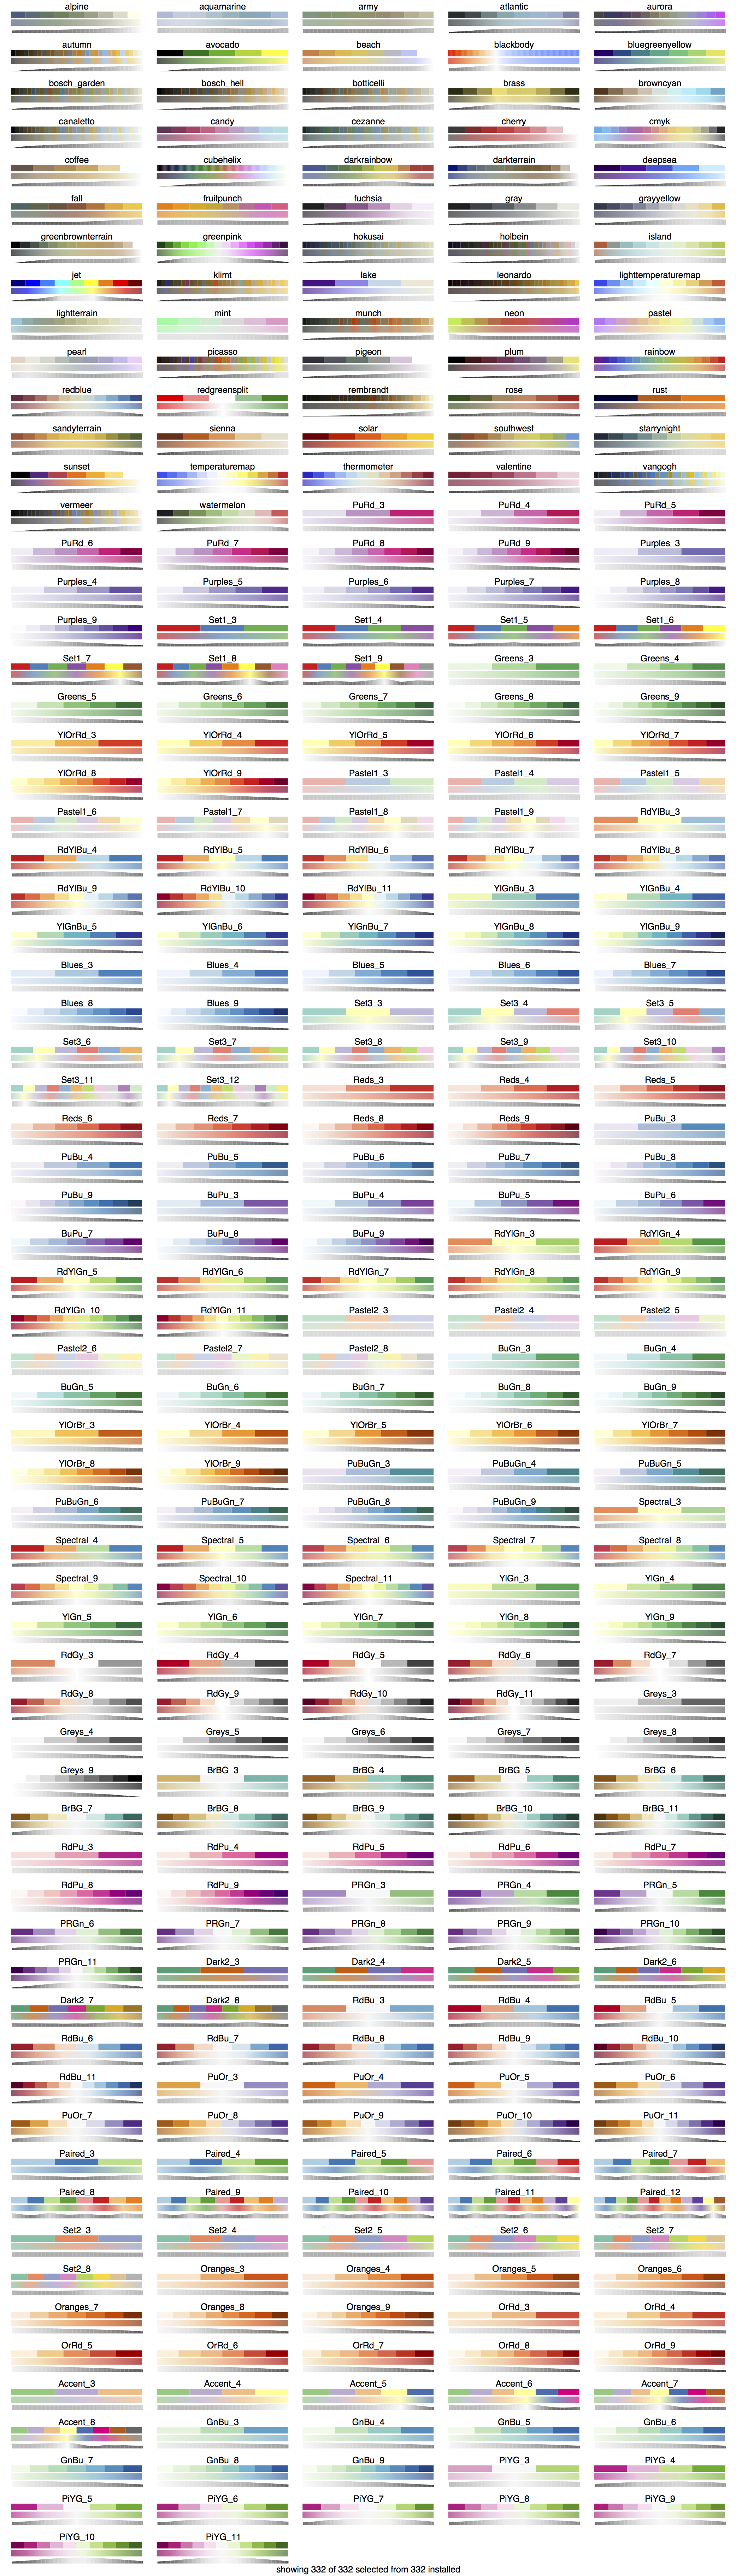 alpine aquamarine army atlantic aurora
autumn avocado beach blackbody bluegreenyellow
bosch_garden bosch_hell botticelli brass browncyan
canaletto candy cezanne cherry cmyk
coffee cubehelix darkrainbow darkterrain deepsea
fall fruitpunch fuchsia gray grayyellow
greenbrownterrain greenpink hokusai holbein island
jet klimt lake leonardo lighttemperaturemap
lightterrain mint munch neon pastel
pearl picasso pigeon plum rainbow
redblue redgreensplit rembrandt rose rust
sandyterrain sienna solar southwest starrynight
sunset temperaturemap thermometer valentine vangogh
vermeer watermelon PuRd_3 PuRd_4 PuRd_5
PuRd_6 PuRd_7 PuRd_8 PuRd_9 Purples_3
Purples_4 Purples_5 Purples_6 Purples_7 Purples_8
Purples_9 Set1_3 Set1_4 Set1_5 Set1_6
Set1_7 Set1_8 Set1_9 Greens_3 Greens_4
Greens_5 Greens_6 Greens_7 Greens_8 Greens_9
YlOrRd_3 YlOrRd_4 YlOrRd_5 YlOrRd_6 YlOrRd_7
YlOrRd_8 YlOrRd_9 Pastel1_3 Pastel1_4 Pastel1_5
Pastel1_6 Pastel1_7 Pastel1_8 Pastel1_9 RdYlBu_3
RdYlBu_4 RdYlBu_5 RdYlBu_6 RdYlBu_7 RdYlBu_8
RdYlBu_9 RdYlBu_10 RdYlBu_11 YlGnBu_3 YlGnBu_4
YlGnBu_5 YlGnBu_6 YlGnBu_7 YlGnBu_8 YlGnBu_9
Blues_3 Blues_4 Blues_5 Blues_6 Blues_7
Blues_8 Blues_9 Set3_3 Set3_4 Set3_5
Set3_6 Set3_7 Set3_8 Set3_9 Set3_10
Set3_11 Set3_12 Reds_3 Reds_4 Reds_5
Reds_6 Reds_7 Reds_8 Reds_9 PuBu_3
PuBu_4 PuBu_5 PuBu_6 PuBu_7 PuBu_8
PuBu_9 BuPu_3 BuPu_4 BuPu_5 BuPu_6
BuPu_7 BuPu_8 BuPu_9 RdYlGn_3 RdYlGn_4
RdYlGn_5 RdYlGn_6 RdYlGn_7 RdYlGn_8 RdYlGn_9
RdYlGn_10 RdYlGn_11 Pastel2_3 Pastel2_4 Pastel2_5
Pastel2_6 Pastel2_7 Pastel2_8 BuGn_3 BuGn_4
BuGn_5 BuGn_6 BuGn_7 BuGn_8 BuGn_9
YlOrBr_3 YlOrBr_4 YlOrBr_5 YlOrBr_6 YlOrBr_7
YlOrBr_8 YlOrBr_9 PuBuGn_3 PuBuGn_4 PuBuGn_5
PuBuGn_6 PuBuGn_7 PuBuGn_8 PuBuGn_9 Spectral_3
Spectral_4 Spectral_5 Spectral_6 Spectral_7 Spectral_8
Spectral_9 Spectral_10 Spectral_11 YlGn_3 YlGn_4
YlGn_5 YlGn_6 YlGn_7 YlGn_8 YlGn_9
RdGy_3 RdGy_4 RdGy_5 RdGy_6 RdGy_7
RdGy_8 RdGy_9 RdGy_10 RdGy_11 Greys_3
Greys_4 Greys_5 Greys_6 Greys_7 Greys_8
Greys_9 BrBG_3 BrBG_4 BrBG_5 BrBG_6
BrBG_7 BrBG_8 BrBG_9 BrBG_10 BrBG_11
RdPu_3 RdPu_4 RdPu_5 RdPu_6 RdPu_7
RdPu_8 RdPu_9 PRGn_3 PRGn_4 PRGn_5
PRGn_6 PRGn_7 PRGn_8 PRGn_9 PRGn_10
PRGn_11 Dark2_3 Dark2_4 Dark2_5 Dark2_6
Dark2_7 Dark2_8 RdBu_3 RdBu_4 RdBu_5
RdBu_6 RdBu_7 RdBu_8 RdBu_9 RdBu_10
RdBu_11 PuOr_3 PuOr_4 PuOr_5 PuOr_6
PuOr_7 PuOr_8 PuOr_9 PuOr_10 PuOr_11
Paired_3 Paired_4 Paired_5 Paired_6 Paired_7
Paired_8 Paired_9 Paired_10 Paired_11 Paired_12
Set2_3 Set2_4 Set2_5 Set2_6 Set2_7
Set2_8 Oranges_3 Oranges_4 Oranges_5 Oranges_6
Oranges_7 Oranges_8 Oranges_9 OrRd_3 OrRd_4
OrRd_5 OrRd_6 OrRd_7 OrRd_8 OrRd_9
Accent_3 Accent_4 Accent_5 Accent_6 Accent_7
Accent_8 GnBu_3 GnBu_4 GnBu_5 GnBu_6
GnBu_7 GnBu_8 GnBu_9 PiYG_3 PiYG_4
PiYG_5 PiYG_6 PiYG_7 PiYG_8 PiYG_9
PiYG_10 PiYG_11
showing 332 of 332 selected from 332 installed